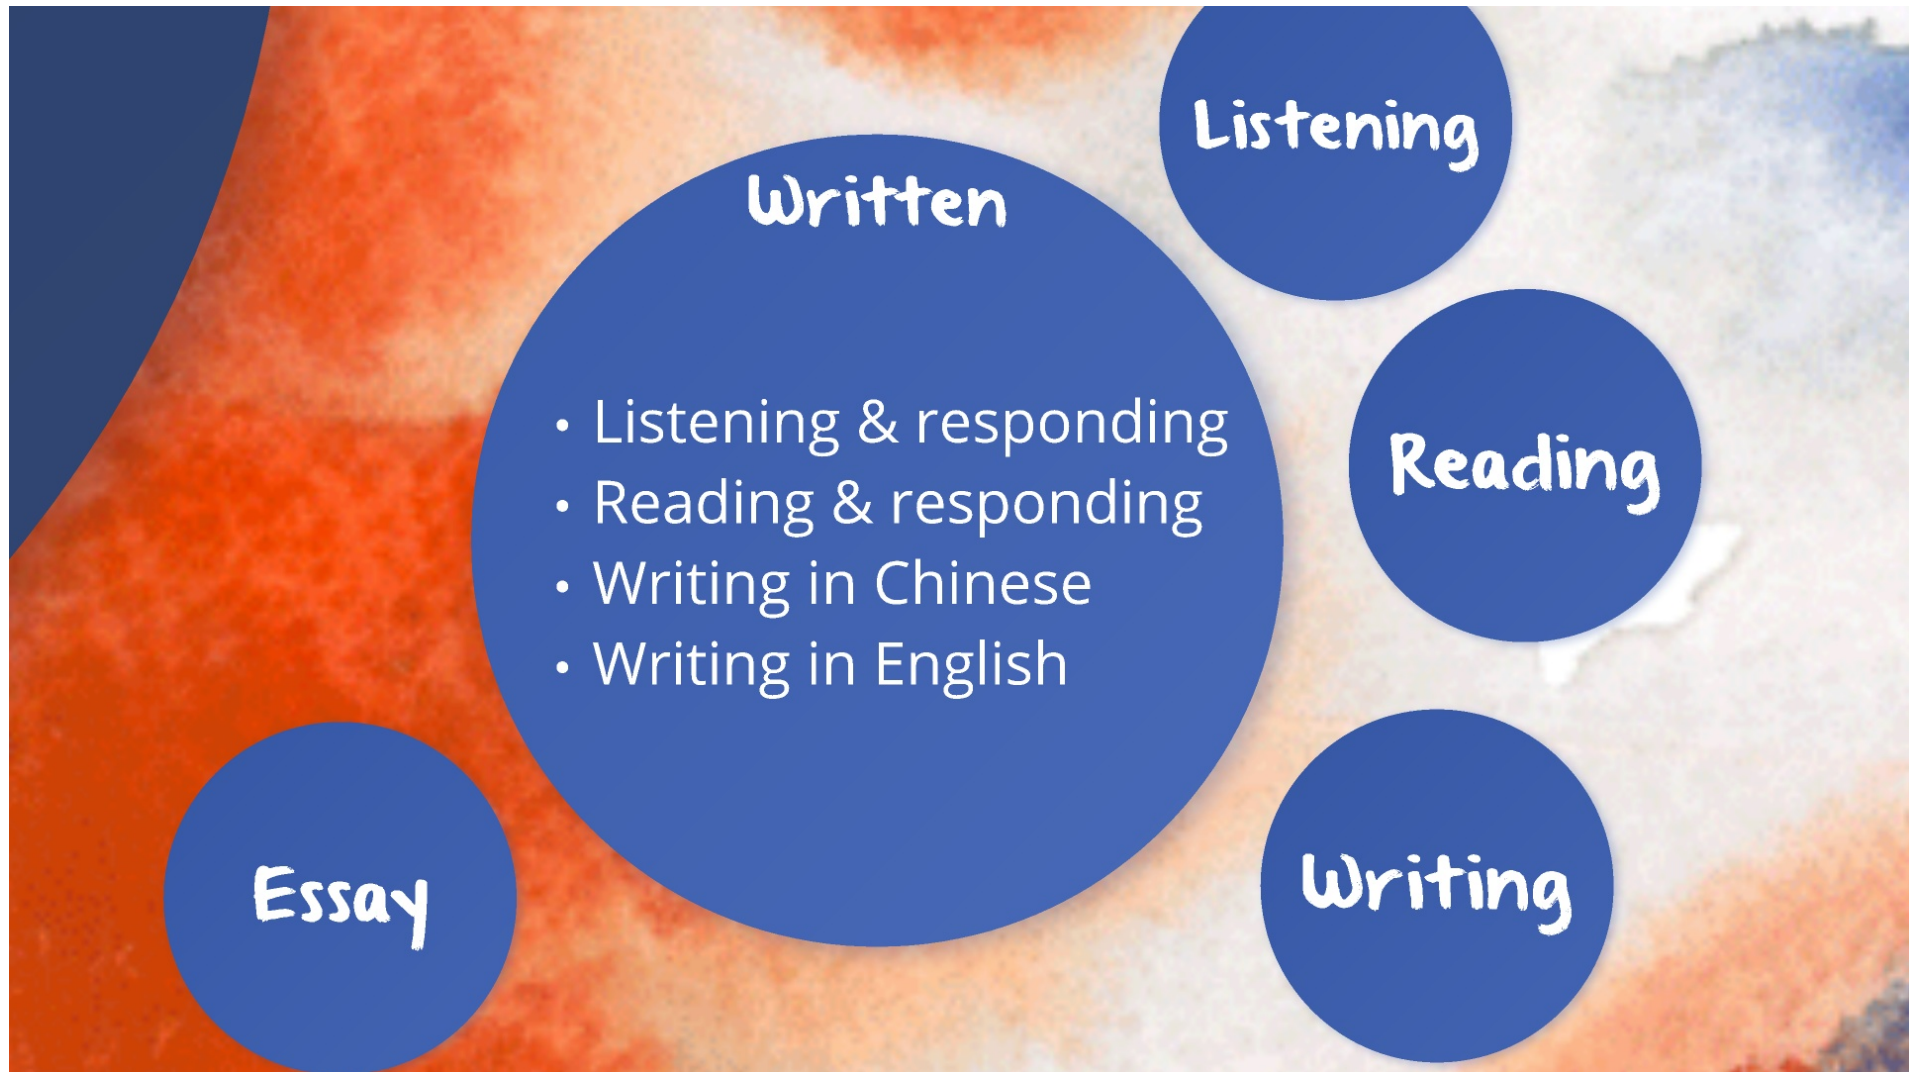 Written
• Listening & responding
• Reading & responding
• Writing in Chinese
• Writing in English
Listening
Reading
Writing
Essay